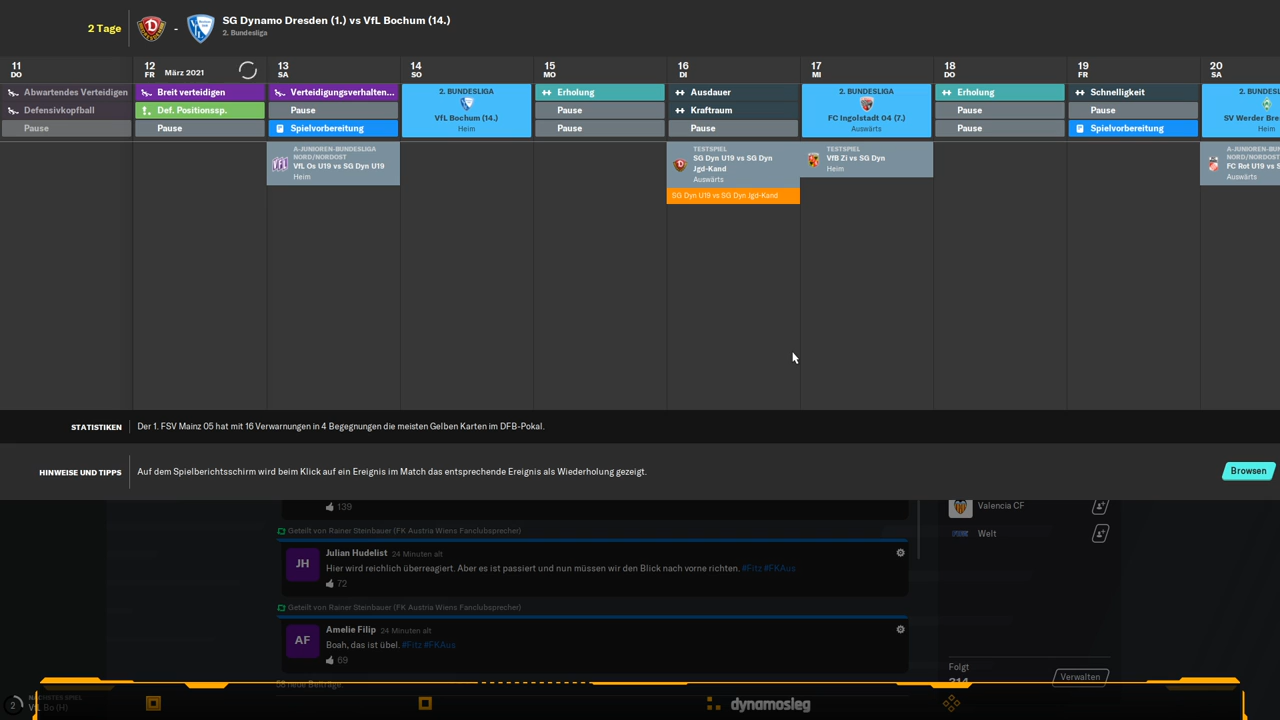 2 Tage
-
SG Dynamo Dresden (1.) vs VfL Bochum (14.)
2. Bundesliga
11
DO
12
FR
März 2021
13
SA
14
SO
15
MO
16
DI
17
MI
18
DO
19
FR
20
SA
Abwartendes Verteidigen
Defensivkopfball
Pause
Breit verteidigen
Def. Positionssp.
Pause
Verteidigungsverhalten...
Pause
Spielvorbereitung
A-JUNIOREN-BUNDESLIGA
NORD/NORDOST
VfL Os U19 vs SG Dyn U19
Heim
2. BUNDESLIGA
VfL Bochum (14.)
Heim
Erholung
Pause
Pause
Ausdauer
Kraftraum
Pause
TESTSPIEL
SG Dyn U19 vs SG Dyn
Jgd-Kand
Auswärts
SG Dyn U19 vs SG Dyn Jgd-Kand
2. BUNDESLIGA
FC Ingolstadt 04 (7.)
Auswärts
TESTSPIEL
VfB Zi vs SG Dyn
Heim
Erholung
Pause
Pause
Schnelligkeit
Pause
Spielvorbereitung
2. BUNDESL
SV Werder Bre
Heim
A-JUNIOREN-BUN
NORD/NORDOST
FC Rot U19 vs S
Auswärts
STATISTIKEN
Der 1. FSV Mainz 05 hat mit 16 Verwarnungen in 4 Begegnungen die meisten Gelben Karten im DFB-Pokal.
HINWEISE UND TIPPS
Auf dem Spielberichtsschirm wird beim Klick auf ein Ereignis im Match das entsprechende Ereignis als Wiederholung gezeigt.
Browsen
139
Valencia CF
Geteilt von Rainer Steinbauer (FK Austria Wiens Fanclubsprecher)
Welt
JH
Julian Hudelist 24 Minuten alt
Hier wird reichlich überreagiert. Aber es ist passiert und nun müssen wir den Blick nach vorne richten. #Fitz #FKAus
72
Geteilt von Rainer Steinbauer (FK Austria Wiens Fanclubsprecher)
AF
Amelie Filip 24 Minuten alt
Boah, das ist übel. #Fitz #FKAus
69
Folgt
314
Verwalten
neue Beiträge
2
NÄCHSTES SPIEL
VfL Bo (H)
dynamosleg